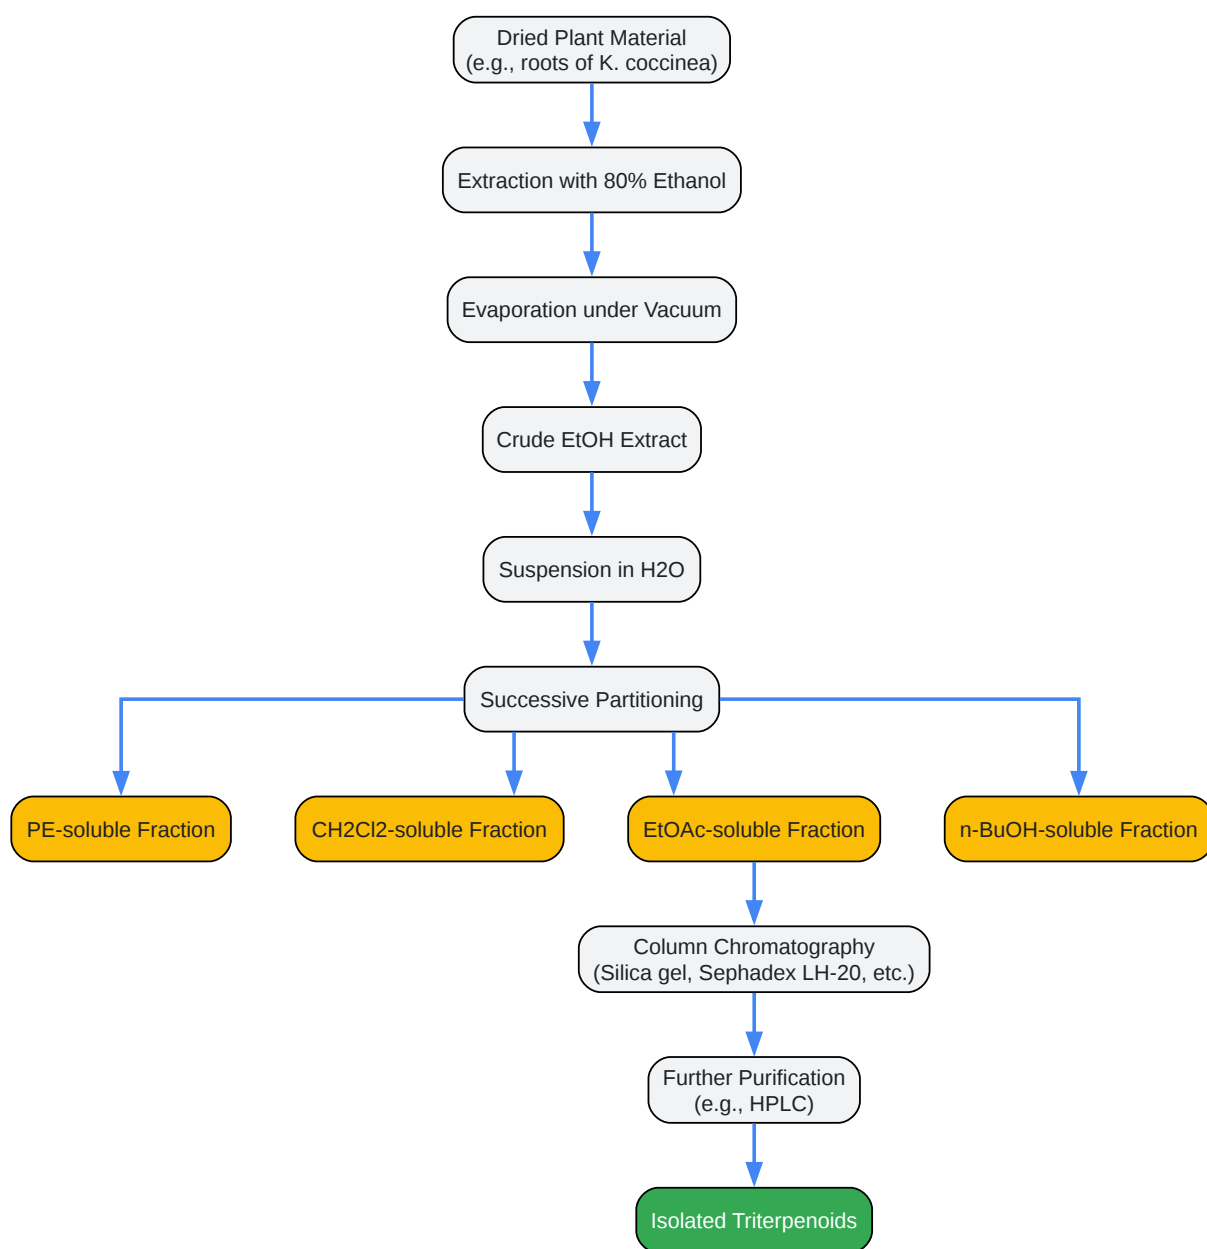 Dried Plant Material
(e.g., roots of K. coccinea)
Extraction with 80% Ethanol
Evaporation under Vacuum
Crude EtOH Extract
Suspension in H2O
Successive Partitioning
PE-soluble Fraction
CH2Cl2-soluble Fraction
EtOAc-soluble Fraction
n-BuOH-soluble Fraction
Column Chromatography
(Silica gel, Sephadex LH-20, etc.)
Further Purification
(e.g., HPLC)
Isolated Triterpenoids